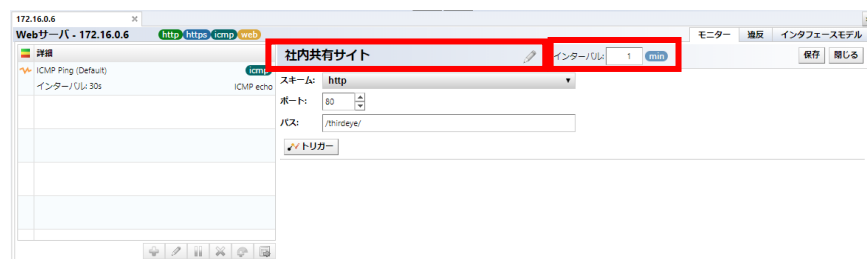 172.16.0.6 ×
Webサーバ - 172.16.0.6 http https icmp web モニター 違反 インタフェースモデル
詳細 社内共有サイト インターバル: 1 min 保存 閉じる
ICMP Ping (Default) icmp
インターバル: 30s ICMP echo
スキーム: http
ポート: 80
パス: /thirdeye/
トリガー